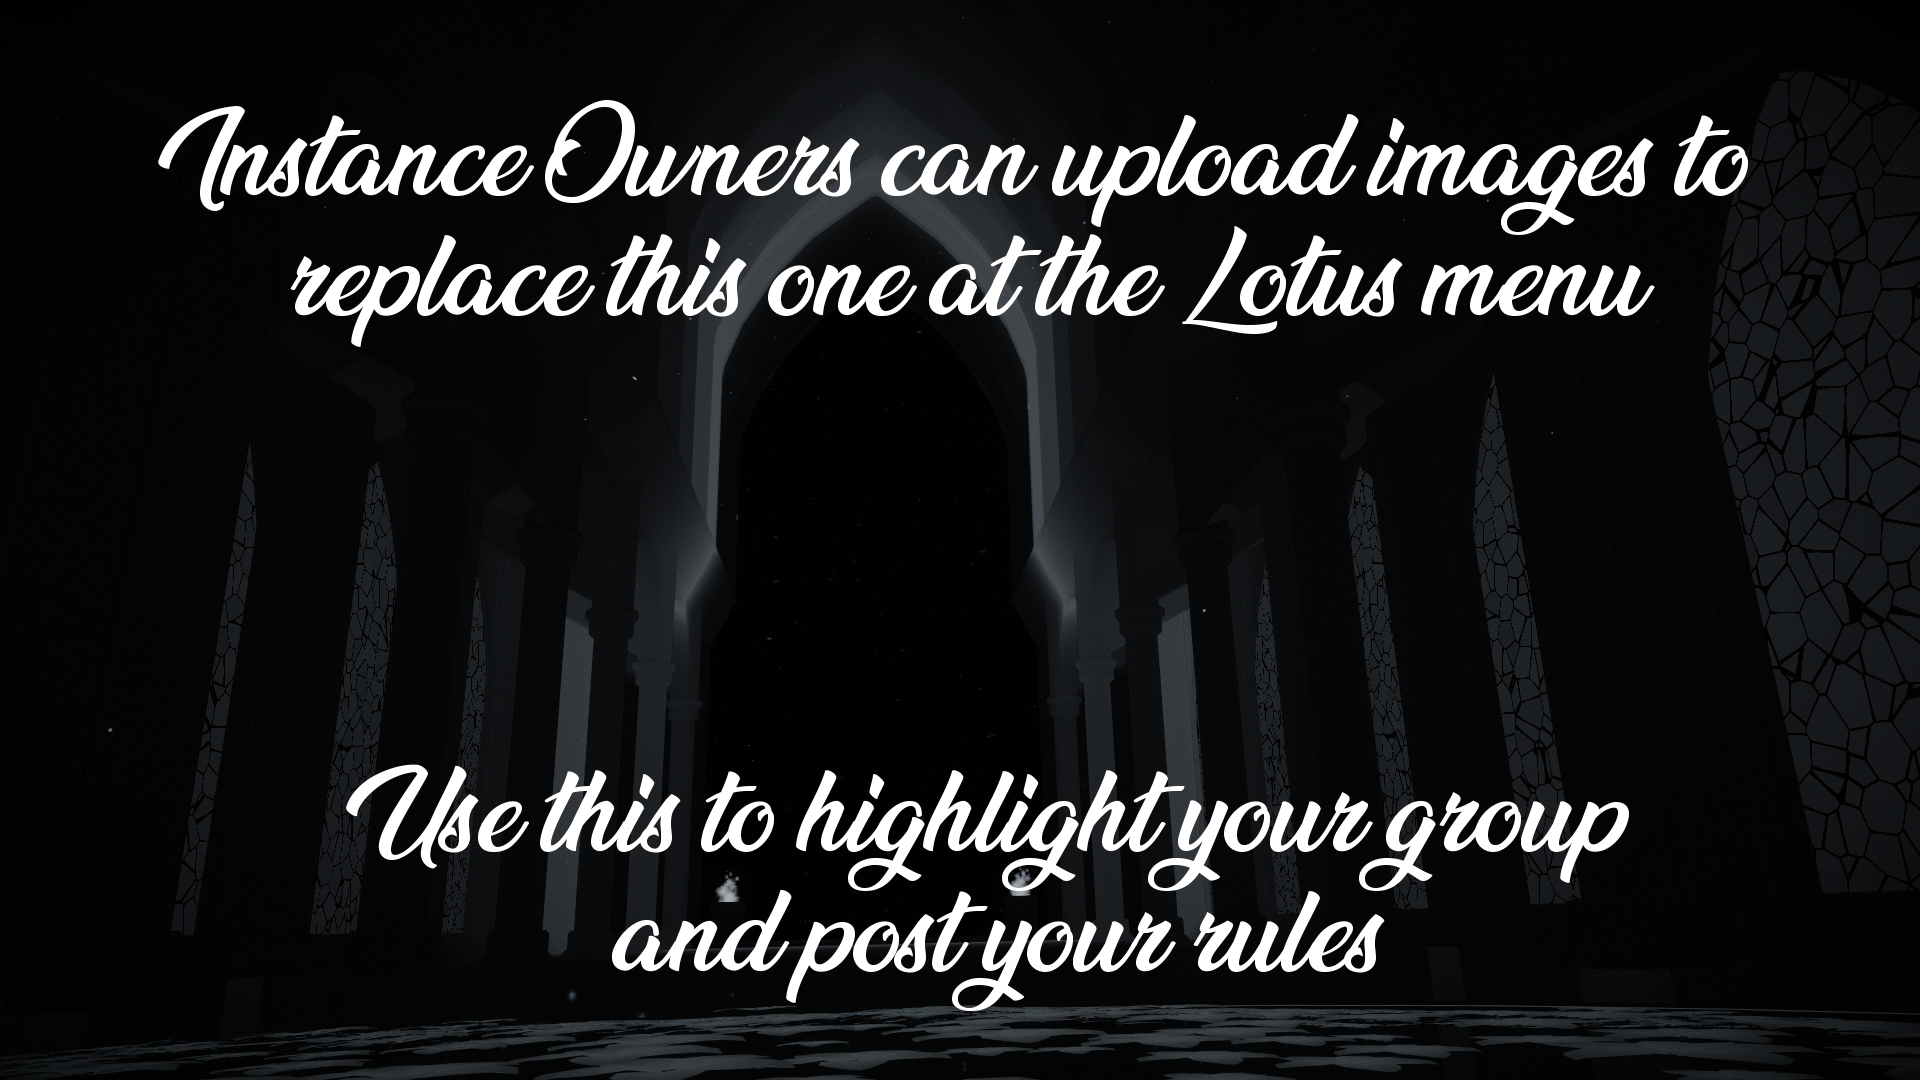 Instance Owners can upload images to
replace this one at the Lotus menu
Use this to highlight your group
and post your rules